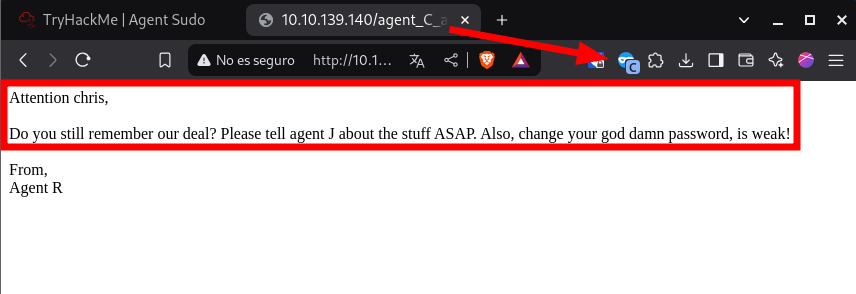 TryHackMe | Agent Sudo
10.10.139.140/agent_C_a
No es seguro
http://10.1...
C
Attention chris,
Do you still remember our deal? Please tell agent J about the stuff ASAP. Also, change your god damn password, is weak!
From,
Agent R